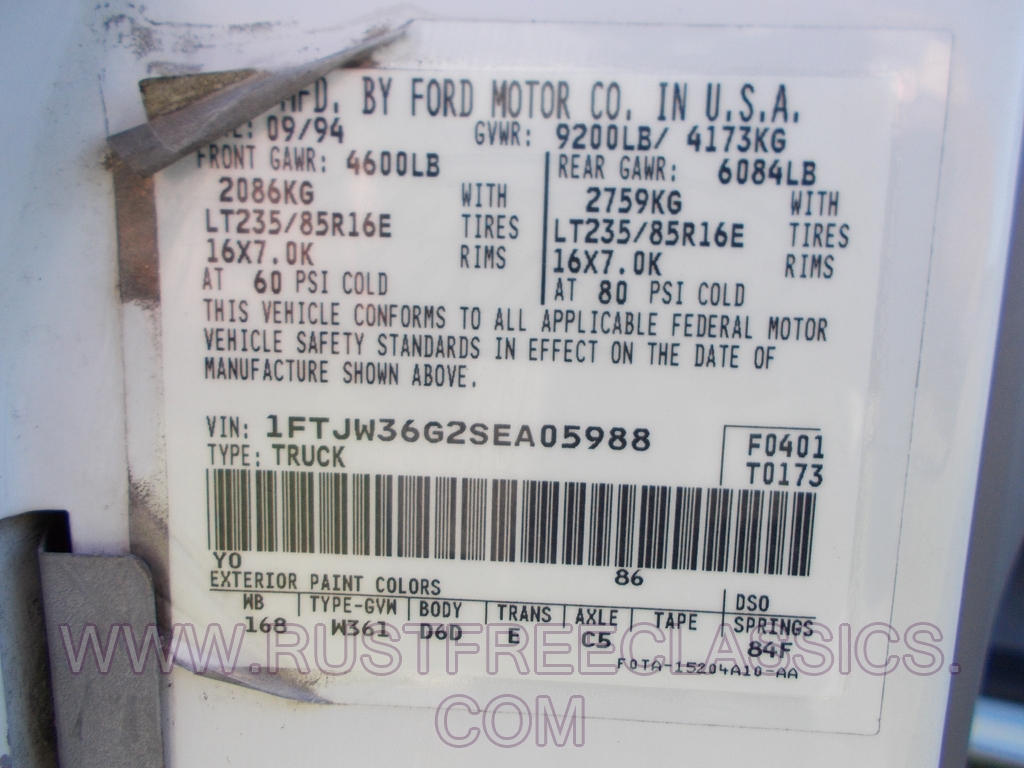 MFD. BY FORD MOTOR CO. IN U.S.A.
09/94 GVWR: 9200LB/ 4173KG
FRONT GAWR: 4600LB REAR GAWR: 6084LB
2086KG WITH 2759KG WITH
LT235/85R16E TIRES LT235/85R16E TIRES
16X7.0K RIMS 16X7.0K RIMS
AT 60 PSI COLD AT 80 PSI COLD
THIS VEHICLE CONFORMS TO ALL APPLICABLE FEDERAL MOTOR
VEHICLE SAFETY STANDARDS IN EFFECT ON THE DATE OF
MANUFACTURE SHOWN ABOVE.
VIN: 1FTJW36G2SEA05988 F0401
TYPE: TRUCK T0173
YO 86
EXTERIOR PAINT COLORS DSO
WB TYPE-GVW BODY TRANS AXLE TAPE SPRINGS
168 W361 D6D E C5 84F
F0TA-15204A10-AA
WWW.RUSTFREECLASSICS.
COM